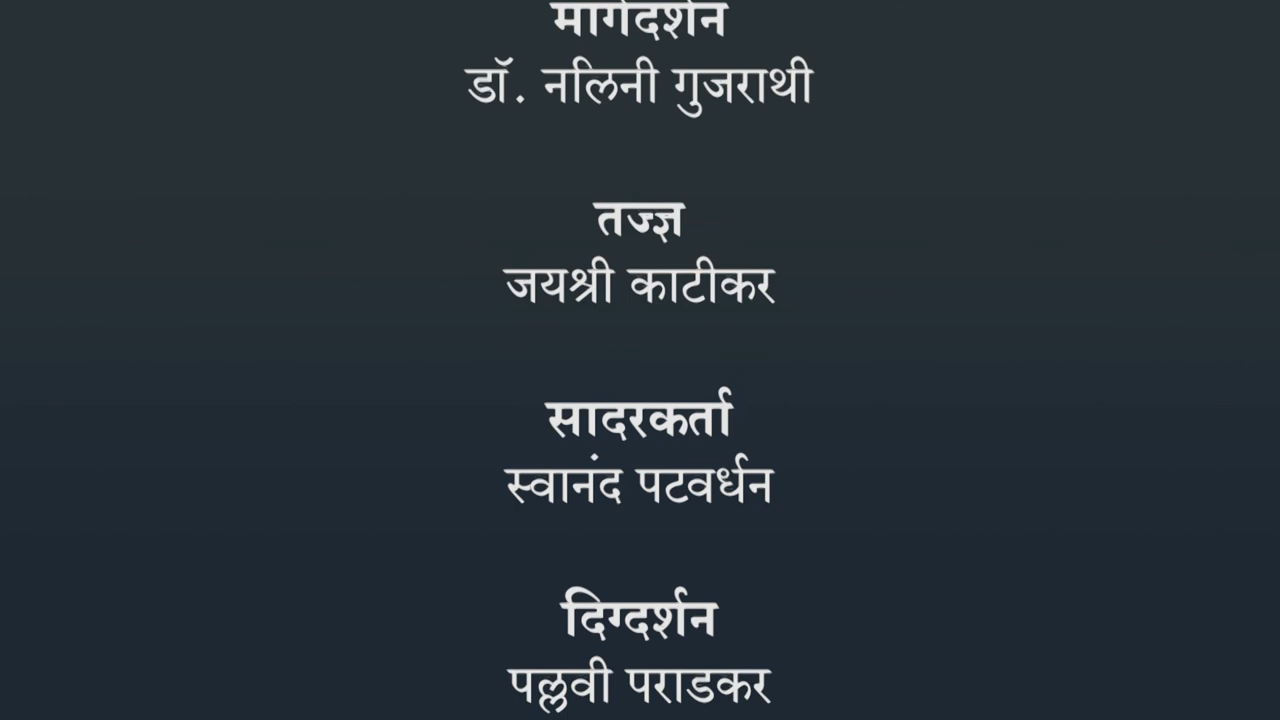 मार्गदर्शन
डॉ. नलिनी गुजराथी
तज्ज्ञ
जयश्री काटीकर
सादरकर्ता
स्वानंद पटवर्धन
दिग्दर्शन
पल्लवी पराडकर